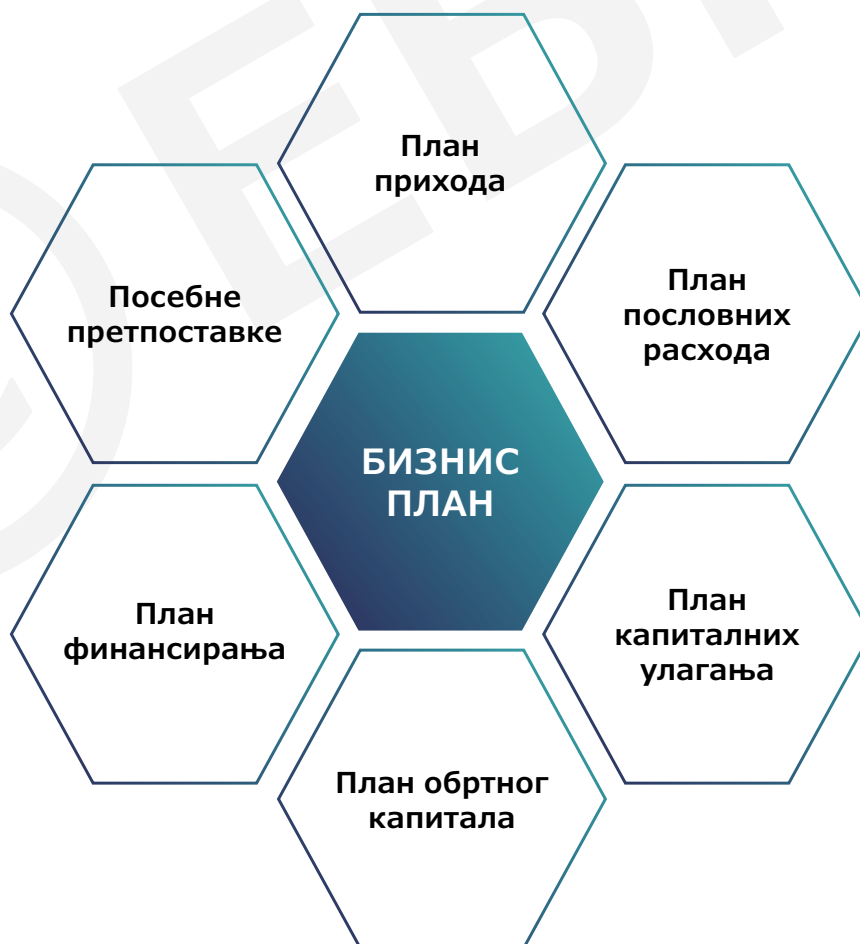 План
прихода
План
пословних
расхода
Посебне
претпоставке
БИЗНИС
ПЛАН
План
финансирања
План
капиталних
улагања
План обртног
капитала